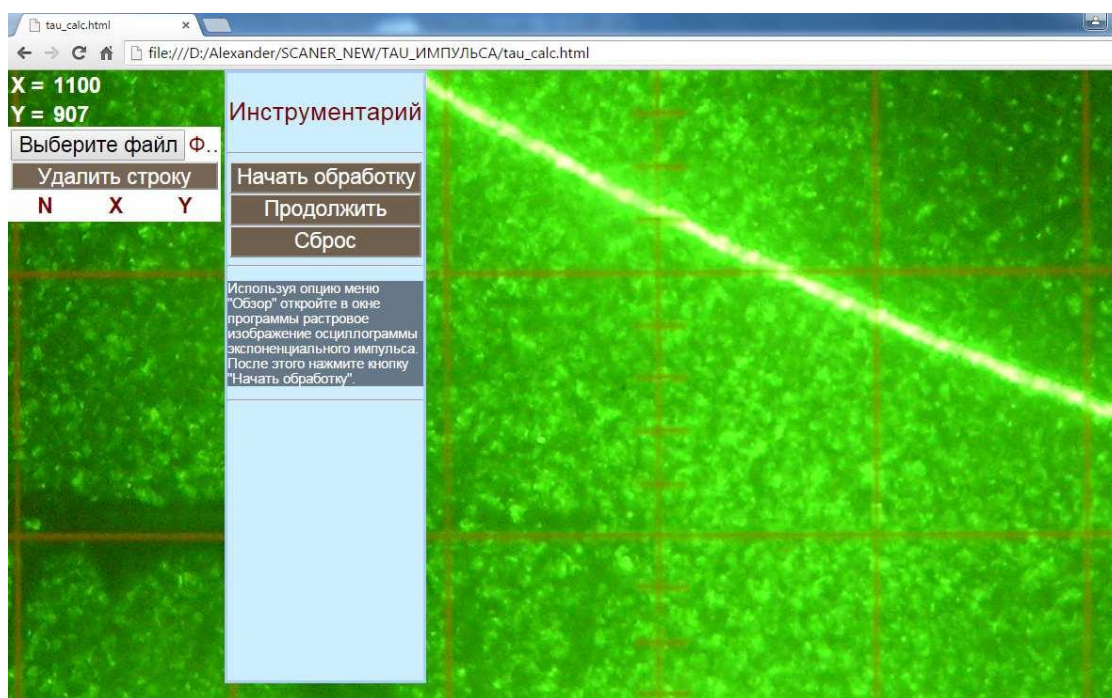 tau_calc.html
file:///D:/Alexander/SCANER_NEW/TAU_ИМПУЛЬСА/tau_calc.html
X = 1100
Y = 907
Выберите файл Ф..
Удалить строку
N X Y
Инструментарий
Начать обработку
Продолжить
Сброс
Используя опцию меню
"Обзор" откройте в окне
программы растровое
изображение осциллограммы
экспоненциального импульса.
После этого нажмите кнопку
"Начать обработку".